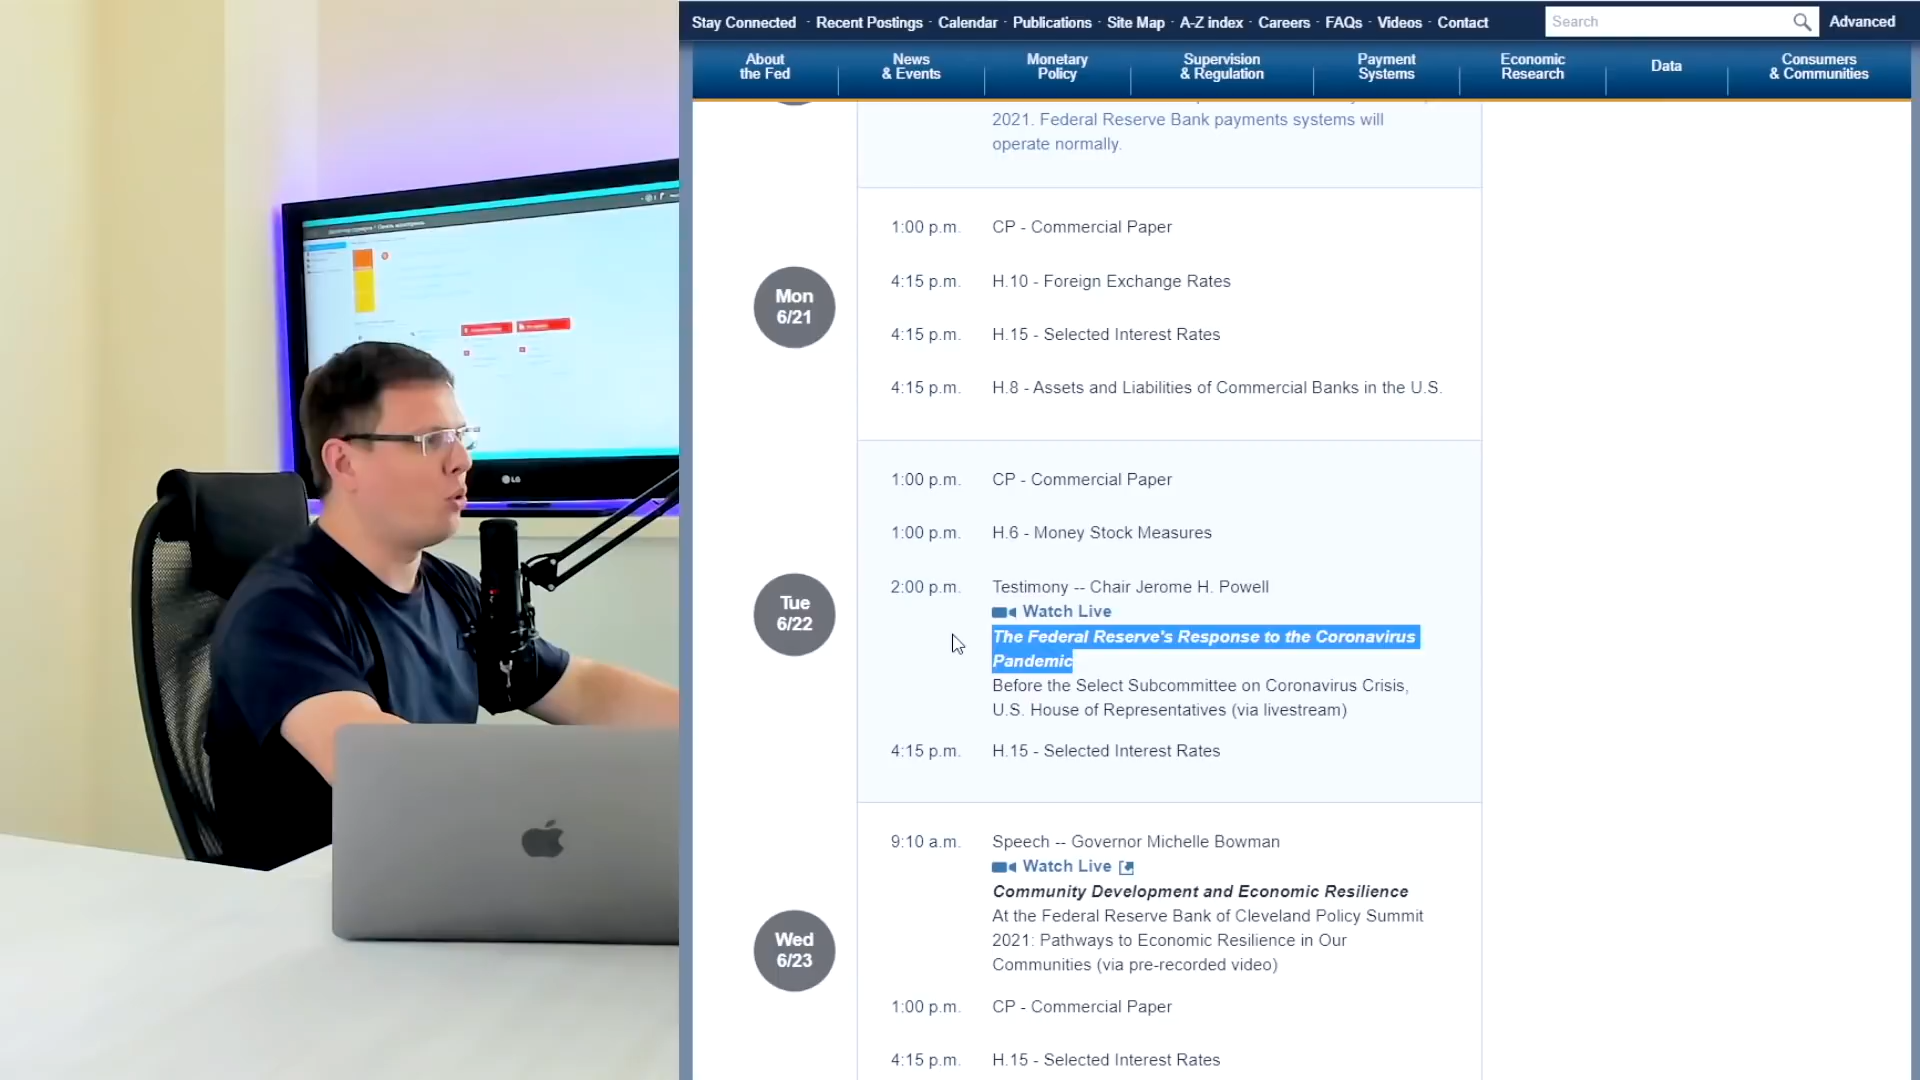 Stay Connected · Recent Postings · Calendar · Publications · Site Map · A-Z index · Careers · FAQs · Videos · Contact
Search
Advanced
About
the Fed
News
& Events
Monetary
Policy
Supervision
& Regulation
Payment
Systems
Economic
Research
Data
Consumers
& Communities
2021. Federal Reserve Bank payments systems will
operate normally.
Mon
6/21
1:00 p.m. CP - Commercial Paper
4:15 p.m. H.10 - Foreign Exchange Rates
4:15 p.m. H.15 - Selected Interest Rates
4:15 p.m. H.8 - Assets and Liabilities of Commercial Banks in the U.S.
Tue
6/22
1:00 p.m. CP - Commercial Paper
1:00 p.m. H.6 - Money Stock Measures
2:00 p.m. Testimony -- Chair Jerome H. Powell
Watch Live
The Federal Reserve's Response to the Coronavirus
Pandemic
Before the Select Subcommittee on Coronavirus Crisis,
U.S. House of Representatives (via livestream)
4:15 p.m. H.15 - Selected Interest Rates
Wed
6/23
9:10 a.m. Speech -- Governor Michelle Bowman
Watch Live
Community Development and Economic Resilience
At the Federal Reserve Bank of Cleveland Policy Summit
2021: Pathways to Economic Resilience in Our
Communities (via pre-recorded video)
1:00 p.m. CP - Commercial Paper
4:15 p.m. H.15 - Selected Interest Rates
LG